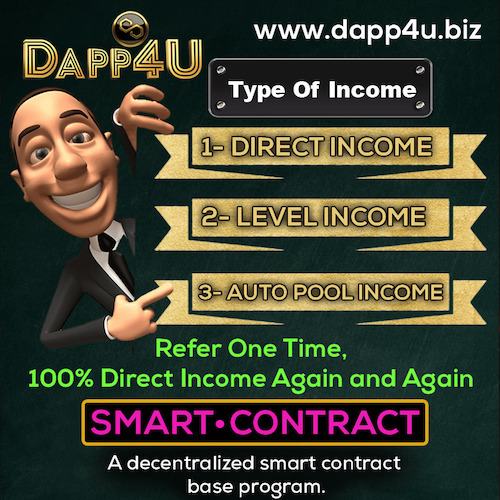 www.dapp4u.biz
DAPP4U
Type Of Income
1- DIRECT INCOME
2- LEVEL INCOME
3- AUTO POOL INCOME
Refer One Time,
100% Direct Income Again and Again
SMART•CONTRACT
A decentralized smart contract
base program.